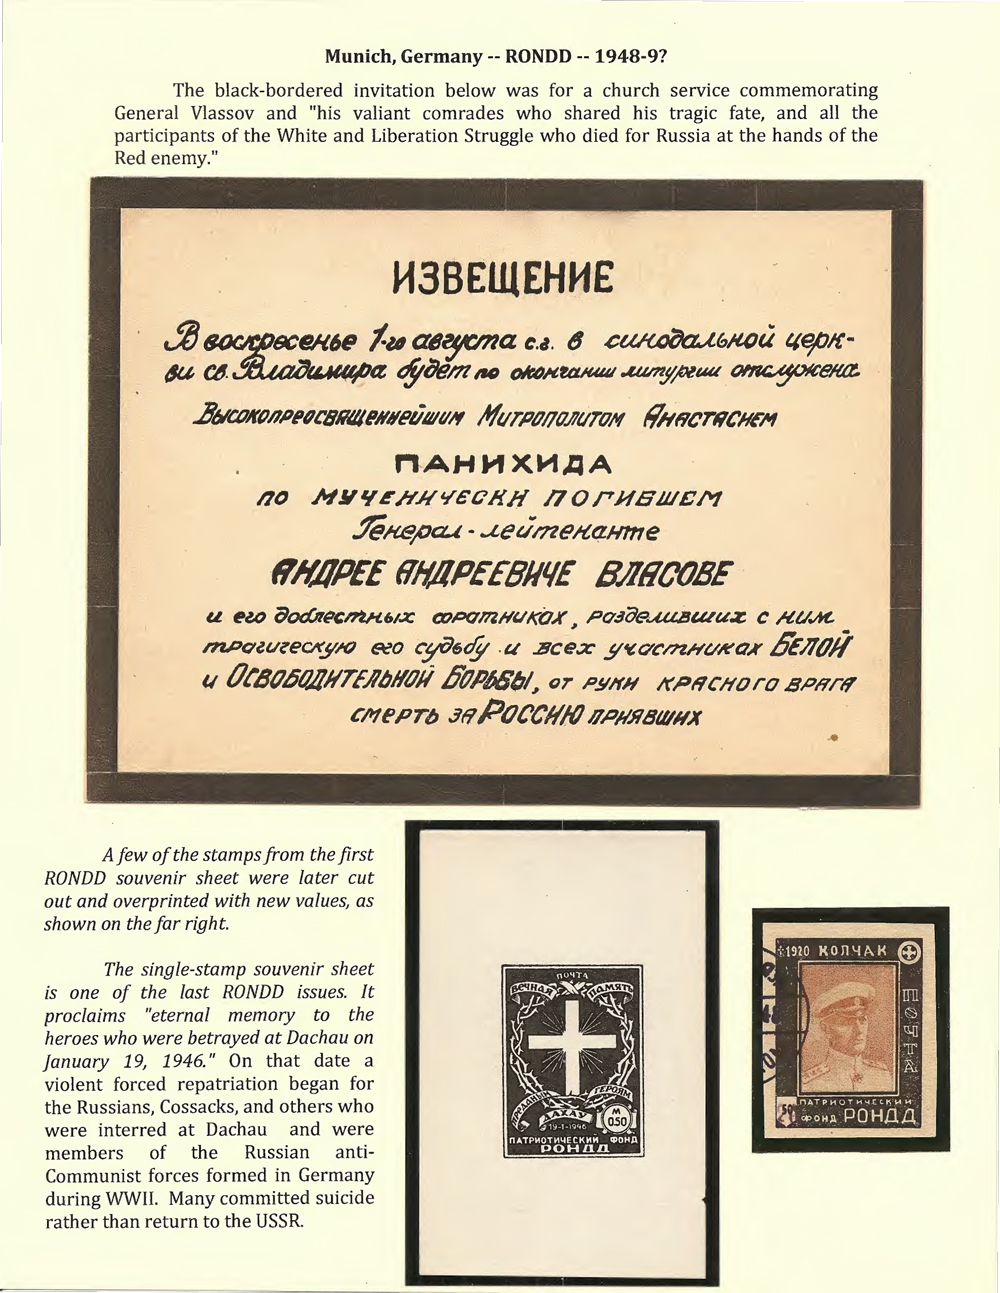 Munich, Germany -- RONDD -- 1948-9?
The black-bordered invitation below was for a church service commemorating
General Vlassov and "his valiant comrades who shared his tragic fate, and all the
participants of the White and Liberation Struggle who died for Russia at the hands of the
Red enemy."
ИЗВЕЩЕНИЕ
В воскресенье 1-го августа с.г. в синодальной церк-
ви св. Владимира будет по окончании литургии отслужена
Высокопреосвященнейшим Митрополитом Анастасием
ПАНИХИДА
по мученически погибшем
Генерал-лейтенанте
АНДРЕЕ АНДРЕЕВИЧЕ ВЛАСОВЕ
и его доблестных соратниках, разделивших с ним
трагическую его судьбу и всех участниках Белой
и Освободительной Борьбы, от руки красного врага
смерть за Россию принявших
A few of the stamps from the first
RONDD souvenir sheet were later cut
out and overprinted with new values, as
shown on the far right.
The single-stamp souvenir sheet
is one of the last RONDD issues. It
proclaims "eternal memory to the
heroes who were betrayed at Dachau on
January 19, 1946." On that date a
violent forced repatriation began for
the Russians, Cossacks, and others who
were interred at Dachau and were
members of the Russian anti-
Communist forces formed in Germany
during WWII. Many committed suicide
rather than return to the USSR.
ПОЧТА
ВЕЧНАЯ ПАМЯТЬ
ГЕРОЯМ
ДАХАУ
19-1-1946
М
0.50
ПАТРИОТИЧЕСКИЙ ФОНД
РОНДД
1920 КОЛЧАК
ПОЧТА
ПАТРИОТИЧЕСКИЙ
ФОНД РОНДД